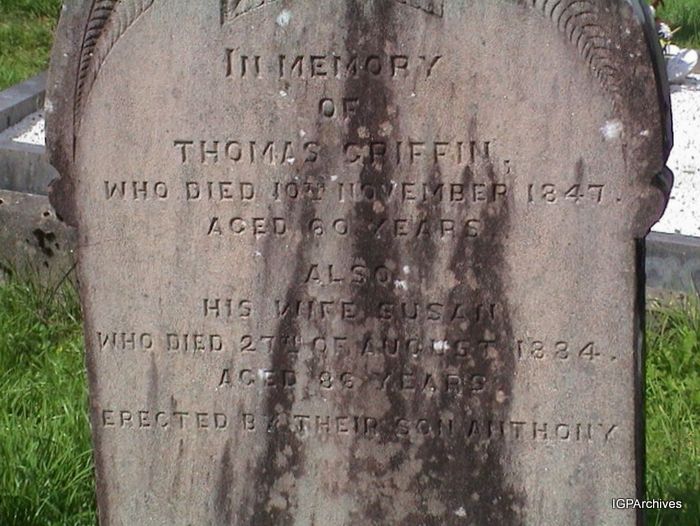 IN MEMORY
OF
THOMAS GRIFFIN,
WHO DIED 10TH NOVEMBER 1847.
AGED 60 YEARS
ALSO
HIS WIFE SUSAN
WHO DIED 27TH OF AUGUST 1884.
AGED 86 YEARS
ERECTED BY THEIR SON ANTHONY
IGPArchives